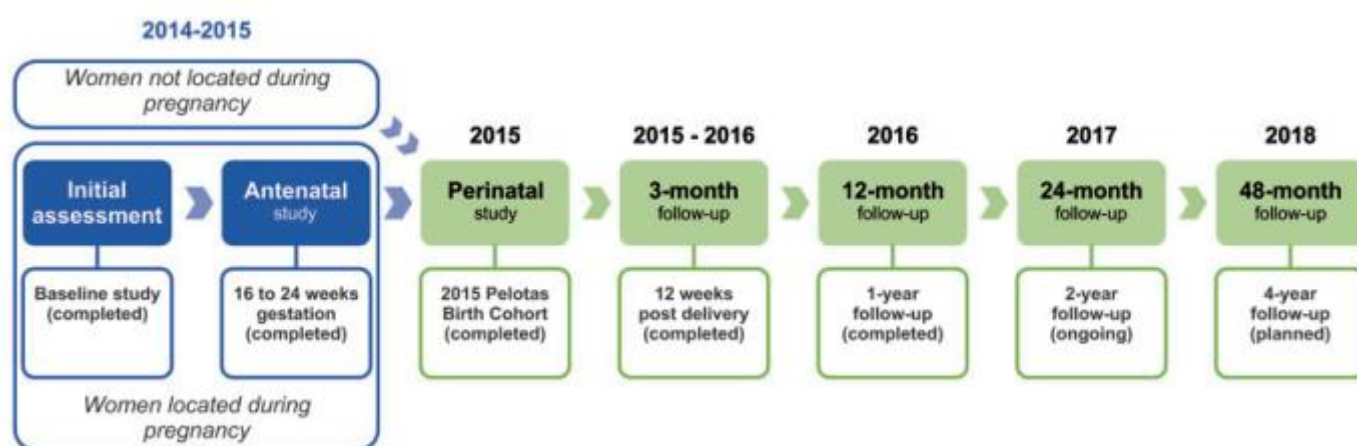 2014-2015
Women not located during
pregnancy
2015
2015 - 2016
2016
2017
2018
Initial
assessment
Antenatal
study
Perinatal
study
3-month
follow-up
12-month
follow-up
24-month
follow-up
48-month
follow-up
Baseline study
(completed)
16 to 24 weeks
gestation
(completed)
2015 Pelotas
Birth Cohort
(completed)
12 weeks
post delivery
(completed)
1-year
follow-up
(completed)
2-year
follow-up
(ongoing)
4-year
follow-up
(planned)
Women located during
pregnancy